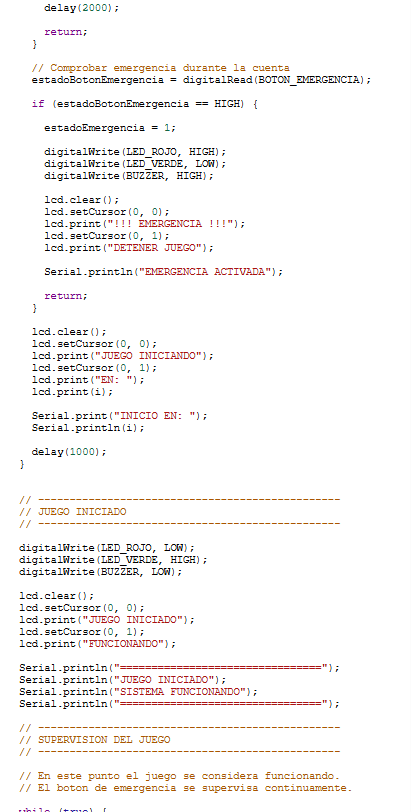 delay(2000);
return;
}
// Comprobar emergencia durante la cuenta
estadoBotonEmergencia = digitalRead(BOTON_EMERGENCIA);
if (estadoBotonEmergencia == HIGH) {
estadoEmergencia = 1;
digitalWrite(LED_ROJO, HIGH);
digitalWrite(LED_VERDE, LOW);
digitalWrite(BUZZER, HIGH);
lcd.clear();
lcd.setCursor(0, 0);
lcd.print("!!! EMERGENCIA !!!");
lcd.setCursor(0, 1);
lcd.print("DETENER JUEGO");
Serial.println("EMERGENCIA ACTIVADA");
return;
}
lcd.clear();
lcd.setCursor(0, 0);
lcd.print("JUEGO INICIANDO");
lcd.setCursor(0, 1);
lcd.print("EN: ");
lcd.print(i);
Serial.print("INICIO EN: ");
Serial.println(i);
delay(1000);
}
// ------------------------------------------------
// JUEGO INICIADO
// ------------------------------------------------
digitalWrite(LED_ROJO, LOW);
digitalWrite(LED_VERDE, HIGH);
digitalWrite(BUZZER, LOW);
lcd.clear();
lcd.setCursor(0, 0);
lcd.print("JUEGO INICIADO");
lcd.setCursor(0, 1);
lcd.print("FUNCIONANDO");
Serial.println("================================");
Serial.println("JUEGO INICIADO");
Serial.println("SISTEMA FUNCIONANDO");
Serial.println("================================");
// ------------------------------------------------
// SUPERVISION DEL JUEGO
// ------------------------------------------------
// En este punto el juego se considera funcionando.
// El boton de emergencia se supervisa continuamente.
while (true) {